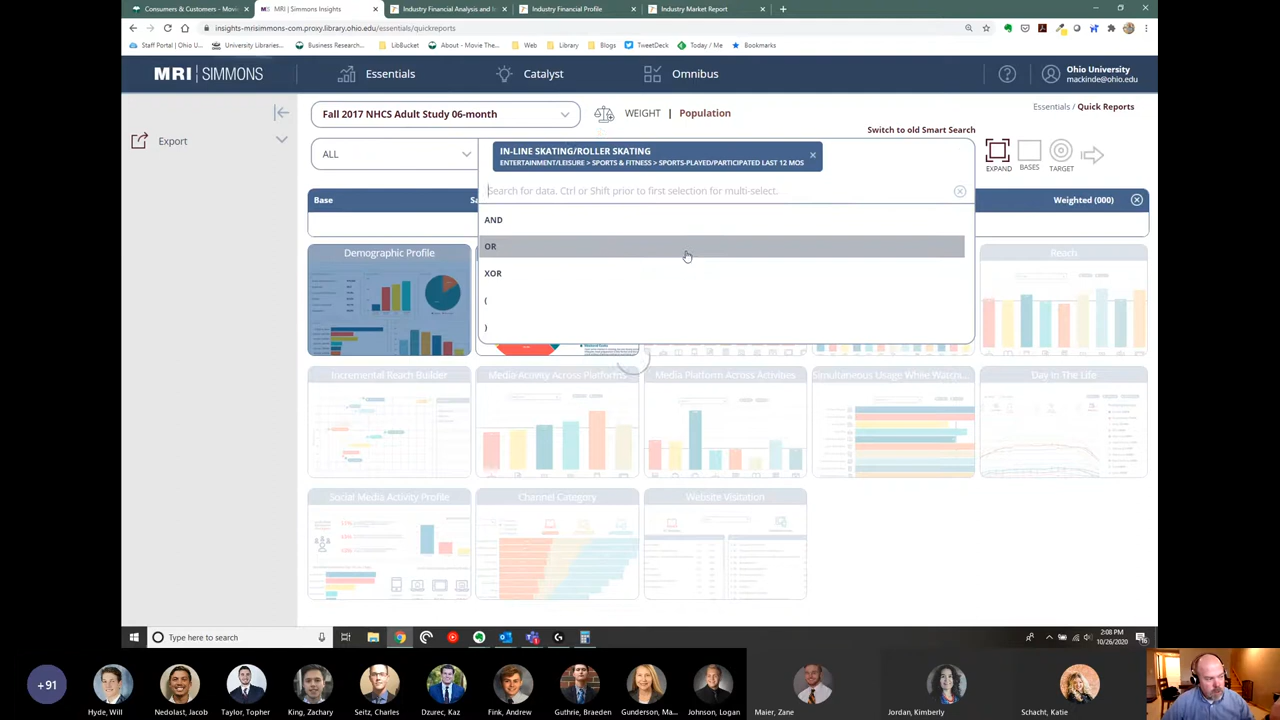 Consumers & Customers - Movi
MRI | Simmons Insights
Industry Financial Analysis and
Industry Financial Profile
Industry Market Report
insights-mrisimmons-com.proxy.library.ohio.edu/essentials/quickreports
Staff Portal | Ohio U...
University Libraries...
Business Research...
LibBucket
About - Movie The...
Web
Library
Blogs
TweetDeck
Today / Me
Bookmarks
MRI | SIMMONS
Essentials
Catalyst
Omnibus
Ohio University
mackinde@ohio.edu
Essentials / Quick Reports
Export
Fall 2017 NHCS Adult Study 06-month
WEIGHT | Population
Switch to old Smart Search
ALL
IN-LINE SKATING/ROLLER SKATING
ENTERTAINMENT/LEISURE > SPORTS & FITNESS > SPORTS-PLAYED/PARTICIPATED LAST 12 MOS
Search for data. Ctrl or Shift prior to first selection for multi-select.
EXPAND
BASES
TARGET
AND
OR
XOR
(
)
Base
Sa
Weighted (000)
Demographic Profile
Reach
Incremental Reach Builder
Media Activity Across Platforms
Media Platform Across Activities
Simultaneous Usage While Watchi...
Day In The Life
Social Media Activity Profile
Channel Category
Website Visitation
Type here to search
2:08 PM
10/26/2020
+91
Hyde, Will
Nedolast, Jacob
Taylor, Topher
King, Zachary
Seitz, Charles
Dzurec, Kaz
Fink, Andrew
Guthrie, Braeden
Gunderson, Ma...
Johnson, Logan
Maier, Zane
Jordan, Kimberly
Schacht, Katie